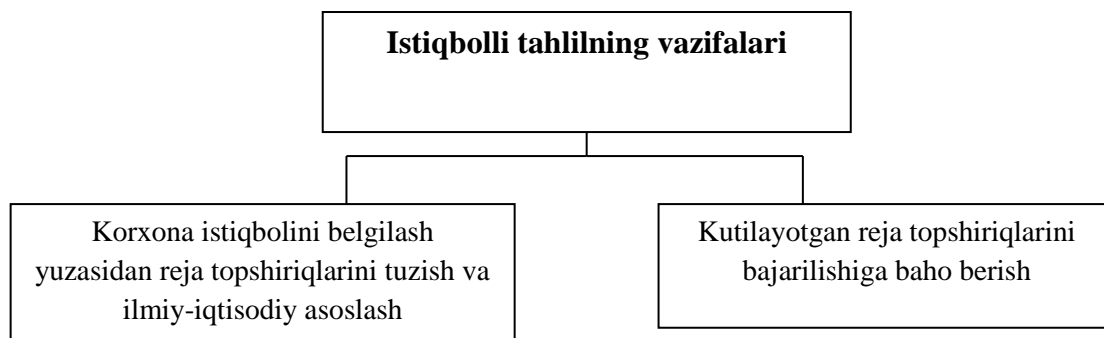 Istiqbolli tahlilning vazifalari
Korxona istiqbolini belgilash
yuzasidan reja topshiriqlarini tuzish va
ilmiy-iqtisodiy asoslash
Kutilayotgan reja topshiriqlarini
bajarilishiga baho berish